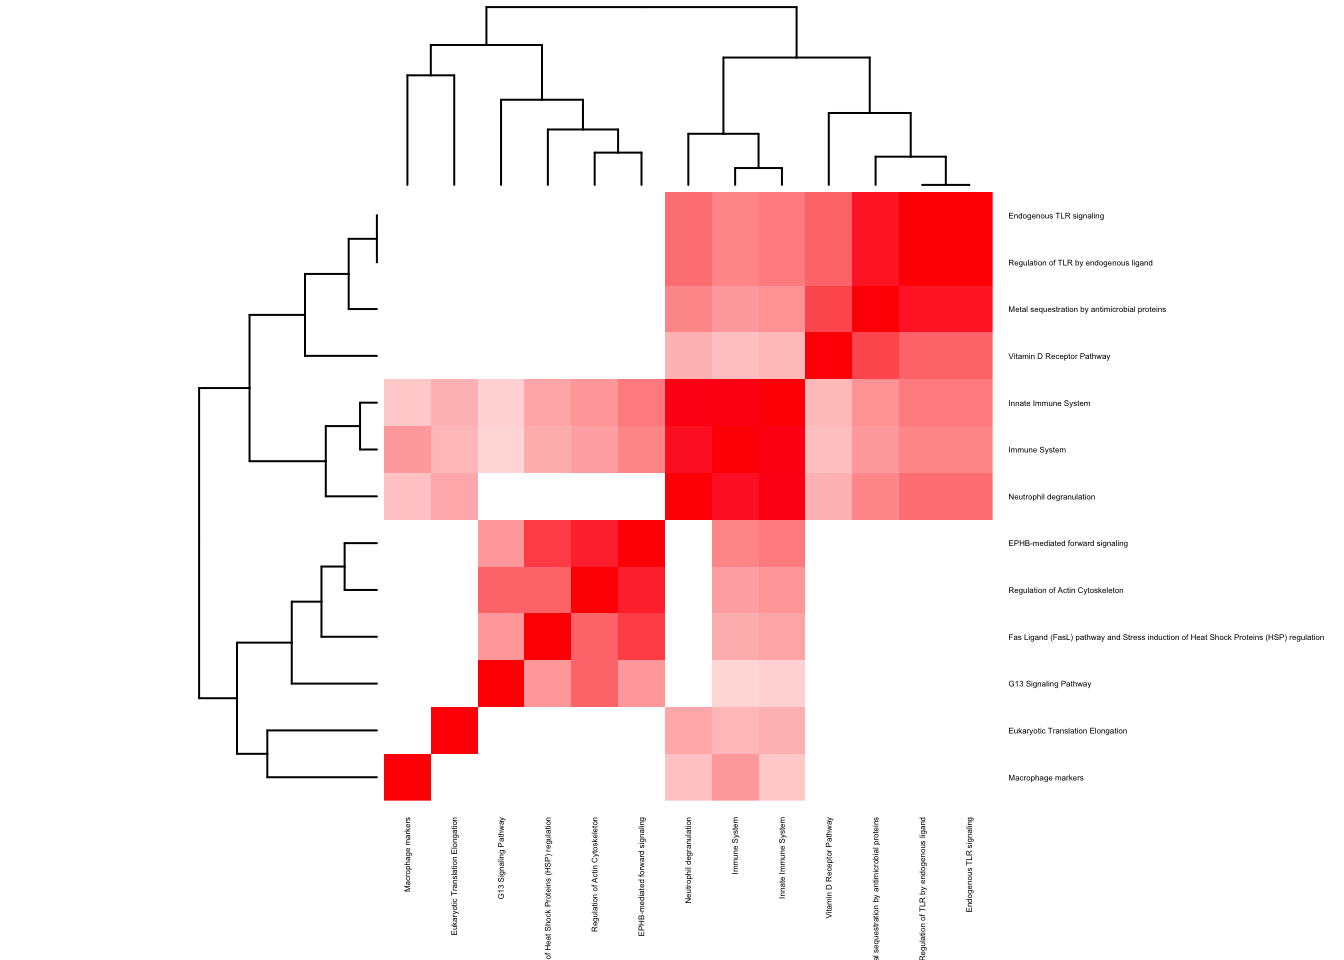 Endogenous TLR signaling
Regulation of TLR by endogenous ligand
Metal sequestration by antimicrobial proteins
Vitamin D Receptor Pathway
Innate Immune System
Immune System
Neutrophil degranulation
EPHB-mediated forward signaling
Regulation of Actin Cytoskeleton
Fas Ligand (FasL) pathway and Stress induction of Heat Shock Proteins (HSP) regulation
G13 Signaling Pathway
Eukaryotic Translation Elongation
Macrophage markers
Macrophage markers
Eukaryotic Translation Elongation
G13 Signaling Pathway
of Heat Shock Proteins (HSP) regulation
Regulation of Actin Cytoskeleton
EPHB-mediated forward signaling
Neutrophil degranulation
Immune System
Innate Immune System
Vitamin D Receptor Pathway
al sequestration by antimicrobial proteins
Regulation of TLR by endogenous ligand
Endogenous TLR signaling